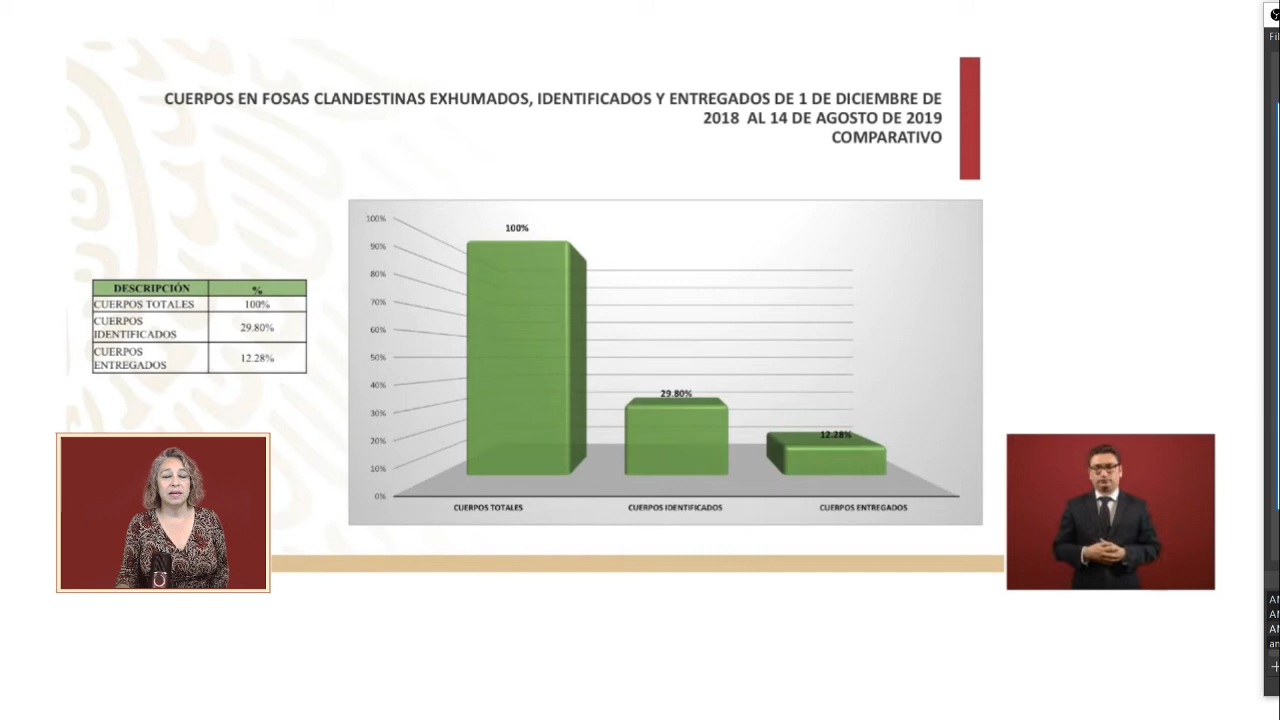 CUERPOS EN FOSAS CLANDESTINAS EXHUMADOS, IDENTIFICADOS Y ENTREGADOS DE 1 DE DICIEMBRE DE
2018 AL 14 DE AGOSTO DE 2019
COMPARATIVO
DESCRIPCIÓN %
CUERPOS TOTALES 100%
CUERPOS
IDENTIFICADOS 29.80%
CUERPOS
ENTREGADOS 12.28%
100%
90%
80%
70%
60%
50%
40%
30%
20%
10%
0%
100%
29.80%
12.28%
CUERPOS TOTALES CUERPOS IDENTIFICADOS CUERPOS ENTREGADOS